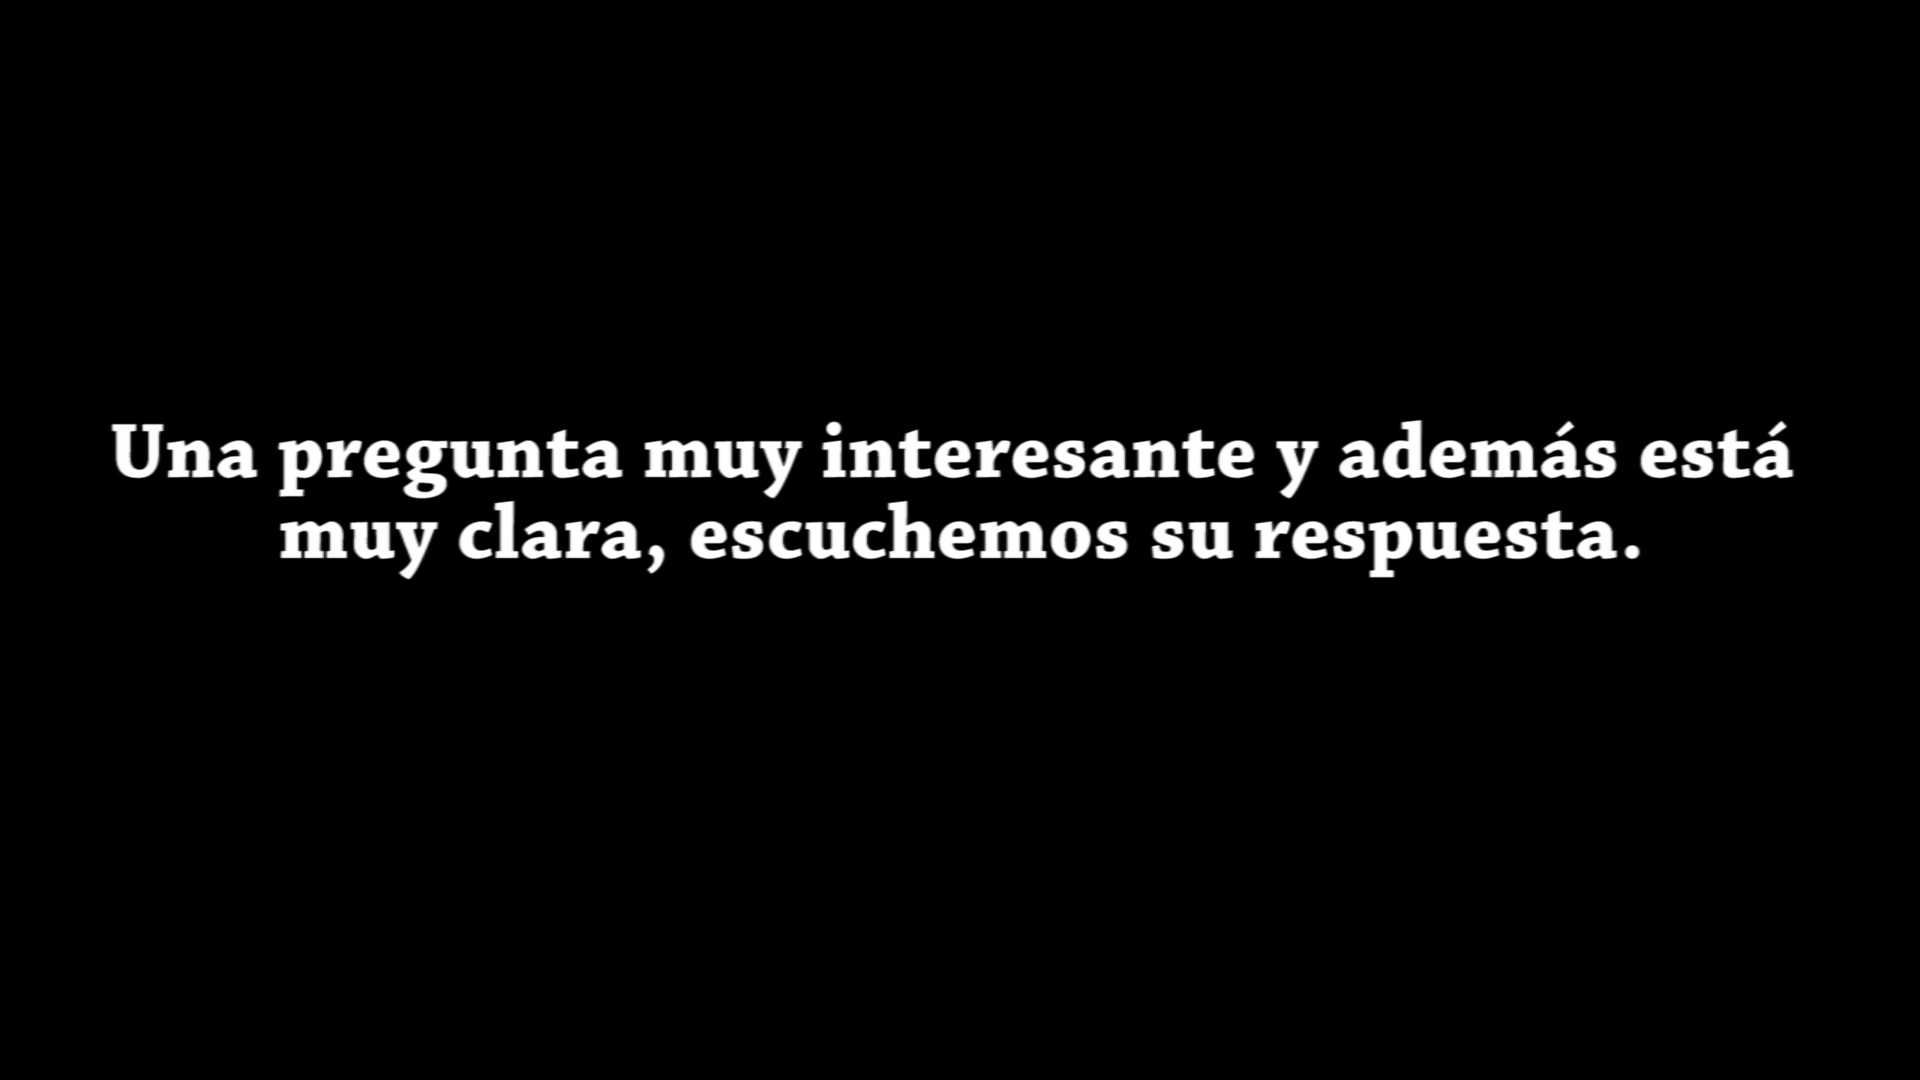 Una pregunta muy interesante y además está
muy clara, escuchemos su respuesta.